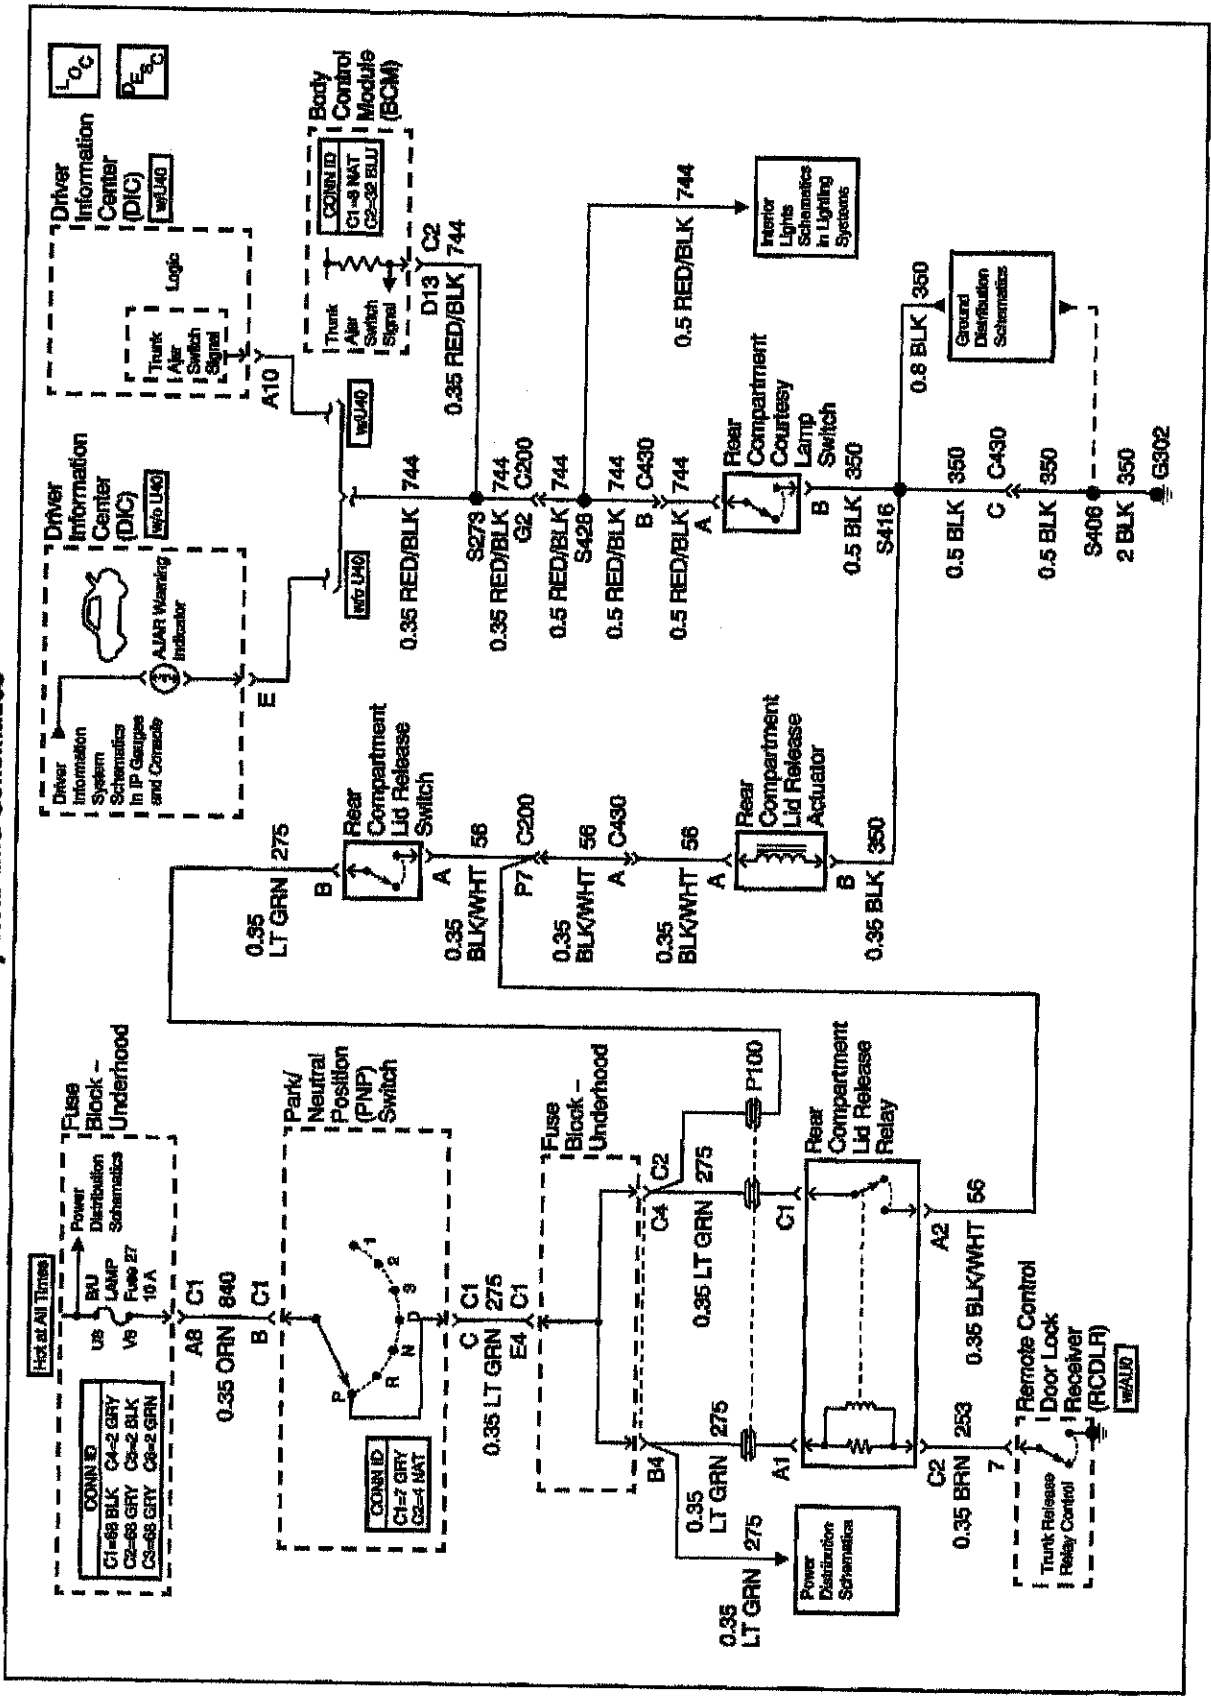 Hot at All Times
Fuse
Block –
Underhood
Power
Distribution
Schematics
B/U
LAMP
Fuse 27
10 A
U8
V8
CONN ID
C1=68 BLK C4=2 GRY
C2=68 GRY C5=2 BLK
C3=68 GRY C6=2 GRN
A8 C1
0.35 ORN 840
B C1
Park/
Neutral
Position
(PNP)
Switch
P
R
N
D
3
2
1
CONN ID
C1=7 GRY
C2=4 NAT
C C1
0.35 LT GRN 275
E4 C1
Fuse
Block –
Underhood
B4
C4 C2
0.35
LT GRN 275
0.35 LT GRN 275
P100
0.35
LT GRN 275
Power
Distribution
Schematics
A1
C1
Rear
Compartment
Lid Release
Relay
C2
0.35 BRN 253
7
A2
0.35 BLK/WHT 56
Remote Control
Door Lock
Receiver
(RCDLR)
w/AU0
Trunk Release
Relay Control
0.35
LT GRN 275
B
Rear
Compartment
Lid Release
Switch
A
0.35
BLK/WHT 56
P7 C200
0.35
BLK/WHT 56
A C430
0.35
BLK/WHT 56
A
Rear
Compartment
Lid Release
Actuator
B
0.35 BLK 350
Driver
Information
Center
(DIC)
w/o U40
Driver
Information
System
Schematics
in IP Gauges
and Console
AJAR Warning
Indicator
E
w/o U40
w/U40
Driver
Information
Center
(DIC)
w/U40
Logic
Trunk
Ajar
Switch
Signal
A10
LOC
DESC
Body
Control
Module
(BCM)
CONN ID
C1=8 NAT
C2=32 BLU
Trunk
Ajar
Switch
Signal
D13 C2
0.35 RED/BLK 744
0.35 RED/BLK 744
S273
0.35 RED/BLK 744
G2 C200
0.5 RED/BLK 744
S428
0.5 RED/BLK 744
B C430
0.5 RED/BLK 744
A
0.5 RED/BLK 744
Interior
Lights
Schematics
in Lighting
Systems
Rear
Compartment
Courtesy
Lamp
Switch
B
0.5 BLK 350
S416
0.8 BLK 350
Ground
Distribution
Schematics
0.5 BLK 350
C C430
0.5 BLK 350
S406
2 BLK 350
G302